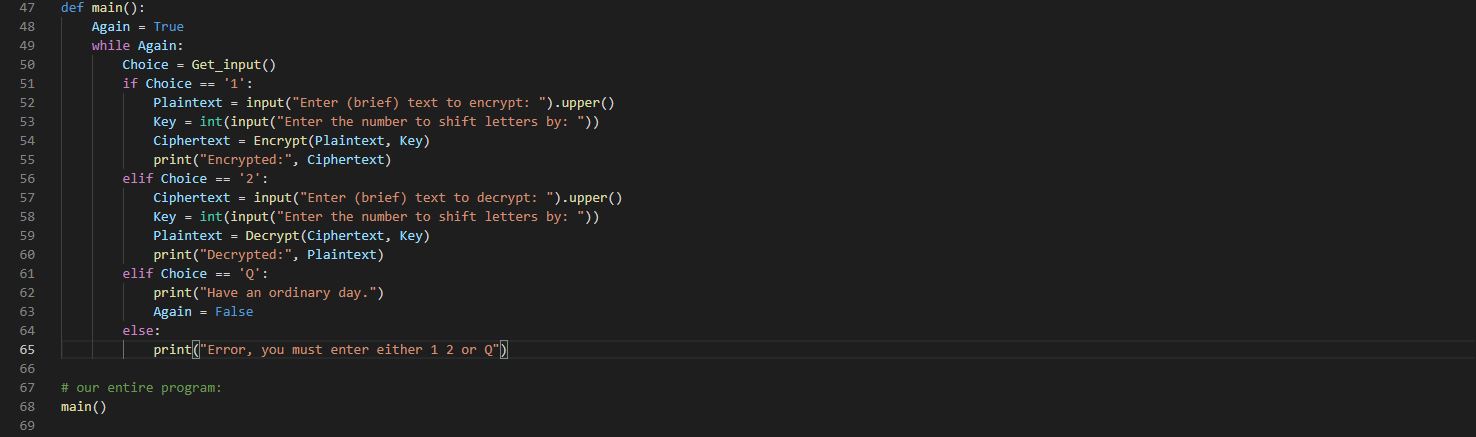 47 def main():
48     Again = True
49     while Again:
50         Choice = Get_input()
51         if Choice == '1':
52             Plaintext = input("Enter (brief) text to encrypt: ").upper()
53             Key = int(input("Enter the number to shift letters by: "))
54             Ciphertext = Encrypt(Plaintext, Key)
55             print("Encrypted:", Ciphertext)
56         elif Choice == '2':
57             Ciphertext = input("Enter (brief) text to decrypt: ").upper()
58             Key = int(input("Enter the number to shift letters by: "))
59             Plaintext = Decrypt(Ciphertext, Key)
60             print("Decrypted:", Plaintext)
61         elif Choice == 'Q':
62             print("Have an ordinary day.")
63             Again = False
64         else:
65             print("Error, you must enter either 1 2 or Q")
66
67 # our entire program:
68 main()
69